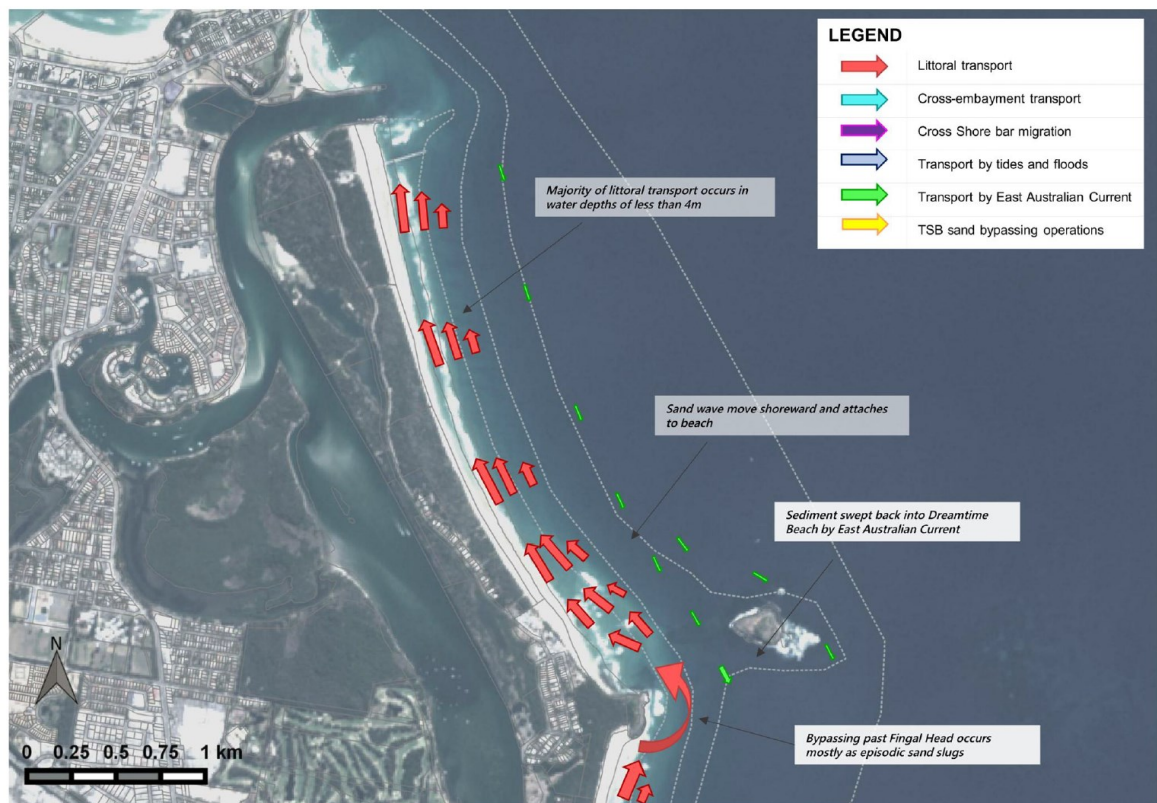 LEGEND
Littoral transport
Cross-embayment transport
Cross Shore bar migration
Transport by tides and floods
Transport by East Australian Current
TSB sand bypassing operations
Majority of littoral transport occurs in
water depths of less than 4m
Sand wave move shoreward and attaches
to beach
Sediment swept back into Dreamtime
Beach by East Australian Current
Bypassing past Fingal Head occurs
mostly as episodic sand slugs
N
0 0.25 0.5 0.75 1 km